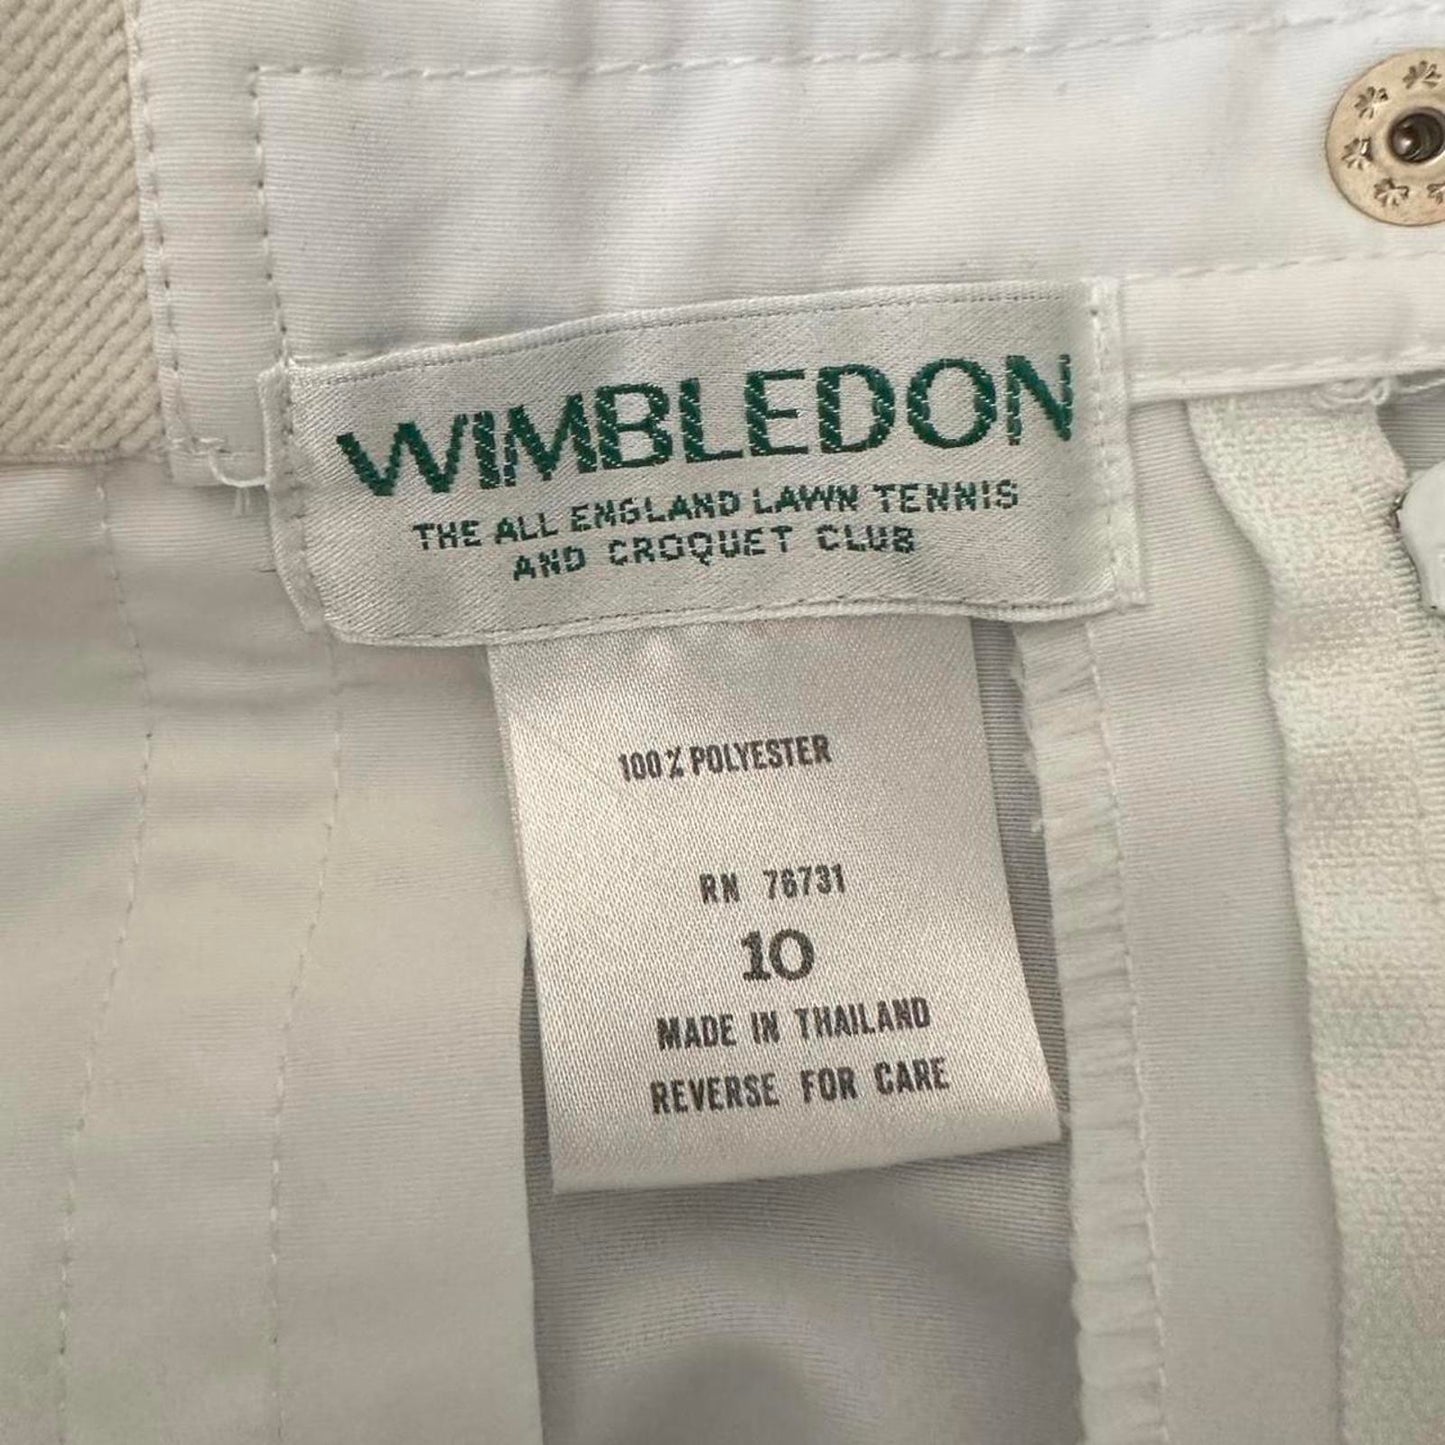 WIMBLEDON
THE ALL ENGLAND LAWN TENNIS
AND CROQUET CLUB
100% POLYESTER
RN 76731
10
MADE IN THAILAND
REVERSE FOR CARE